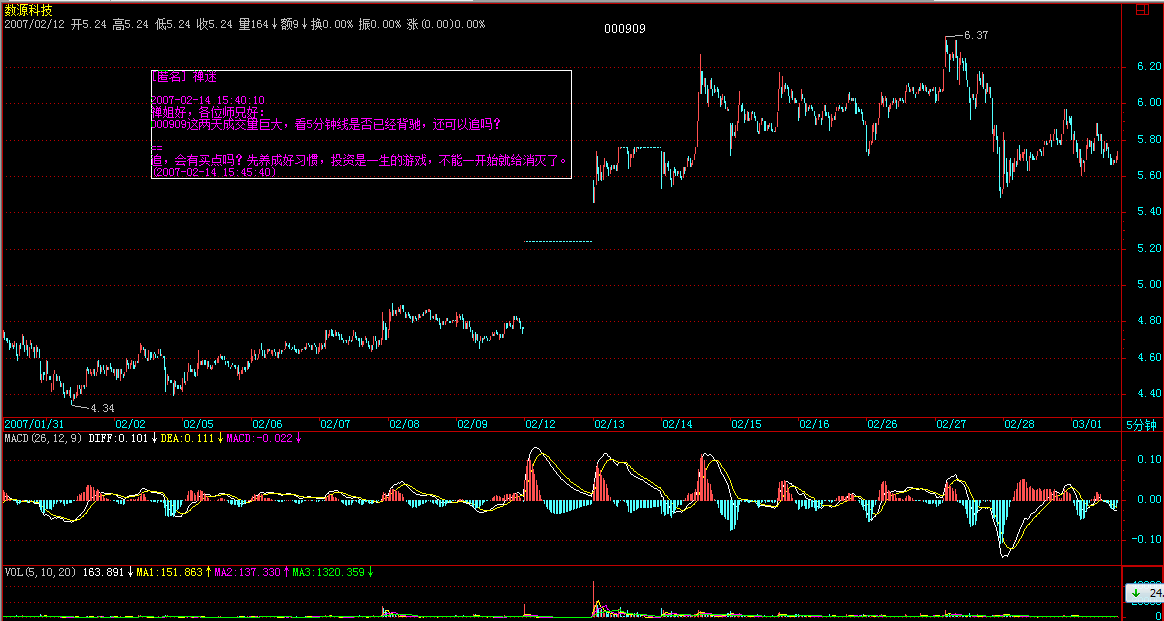 数源科技
2007/02/12 开5.24 高5.24 低5.24 收5.24 量164↓额9↓换0.00% 振0.00% 涨(0.00)0.00%
000909
6.37
[匿名] 禅迷
2007-02-14 15:40:10
禅姐好，各位师兄好：
000909这两天成交量巨大，看5分钟线是否已经背驰，还可以追吗？
==
追，会有买点吗？先养成好习惯，投资是一生的游戏，不能一开始就给消灭了。
(2007-02-14 15:45:40)
6.20
6.00
5.80
5.60
5.40
5.20
5.00
4.80
4.60
4.40
4.34
2007/01/31 02/02 02/05 02/06 02/07 02/08 02/09 02/12 02/13 02/14 02/15 02/16 02/26 02/27 02/28 03/01 5分钟
MACD(26,12,9) DIFF:0.101↓DEA:0.111↓MACD:-0.022↓
0.10
0.00
-0.10
VOL(5,10,20) 163.891↓MA1:151.863↑MA2:137.330↑MA3:1320.359↓
↓ 24.
0